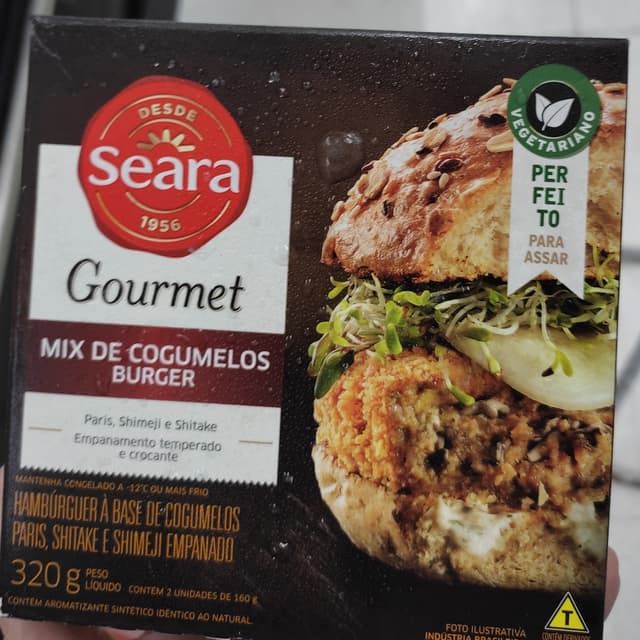 DESDE
Seara
1956
Gourmet
MIX DE COGUMELOS
BURGER
Paris, Shimeji e Shitake
Empanamento temperado
e crocante
MANTENHA CONGELADO A -12°C OU MAIS FRIO
HAMBÚRGUER À BASE DE COGUMELOS
PARIS, SHITAKE E SHIMEJI EMPANADO
320 g PESO
LÍQUIDO CONTÉM 2 UNIDADES DE 160 g
CONTÉM AROMATIZANTE SINTÉTICO IDÊNTICO AO NATURAL
VEGETARIANO
PER
FEI
TO
PARA
ASSAR
FOTO ILUSTRATIVA
INDÚSTRIA
T